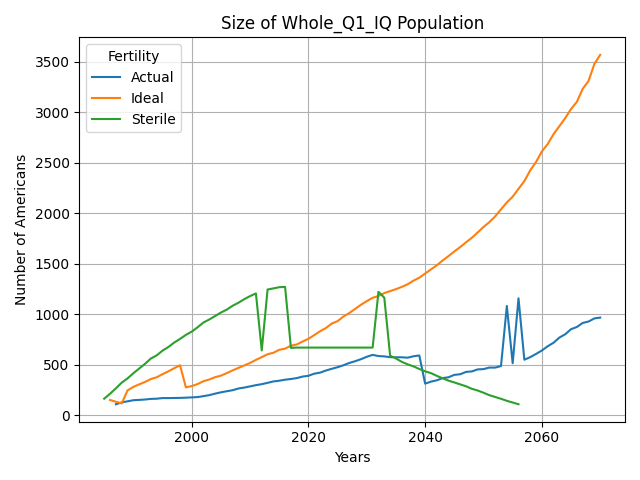 Size of Whole_Q1_IQ Population
Fertility
Actual
Ideal
Sterile
Number of Americans
3500
3000
2500
2000
1500
1000
500
0
2000
2020
2040
2060
Years